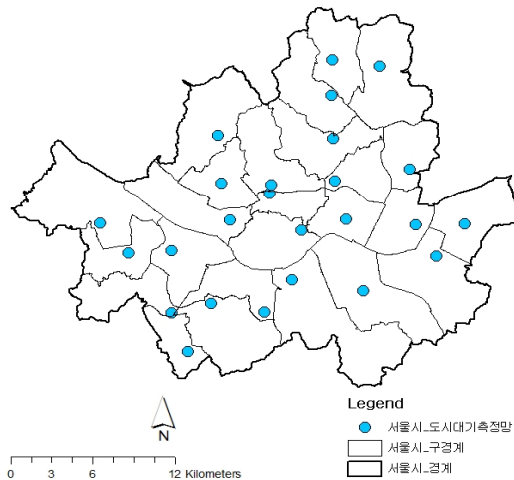 Legend
서울시_도시대기측정망
서울시_구경계
서울시_경계
N
0 3 6 12 Kilometers